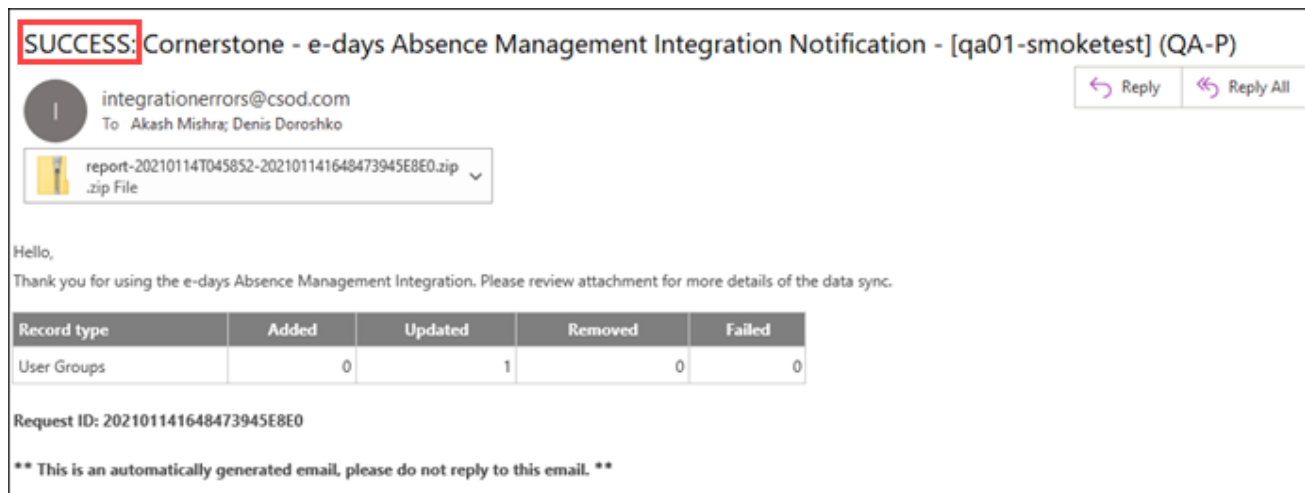 SUCCESS: Cornerstone - e-days Absence Management Integration Notification - [qa01-smoketest] (QA-P)
Reply Reply All
I
integrationerrors@csod.com
To Akash Mishra; Denis Doroshko
report-20210114T045852-202101141648473945E8E0.zip
.zip File
Hello,
Thank you for using the e-days Absence Management Integration. Please review attachment for more details of the data sync.
Record type Added Updated Removed Failed
User Groups 0 1 0 0
Request ID: 202101141648473945E8E0
** This is an automatically generated email, please do not reply to this email. **